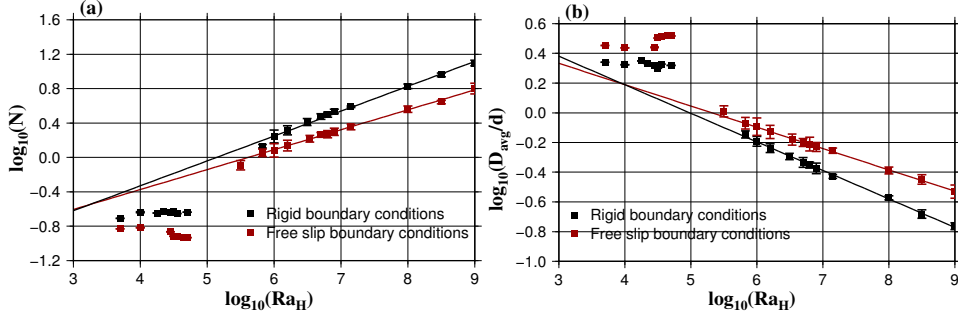 (a)
1.6
1.2
0.8
0.4
0.0
−0.4
−0.8
−1.2
log10(N)
Rigid boundary conditions
Free slip boundary conditions
3 4 5 6 7 8 9
log10(RaH)
(b)
0.6
0.4
0.2
0.0
−0.2
−0.4
−0.6
−0.8
−1.0
log10(Davg/d)
Rigid boundary conditions
Free slip boundary conditions
3 4 5 6 7 8 9
log10(RaH)